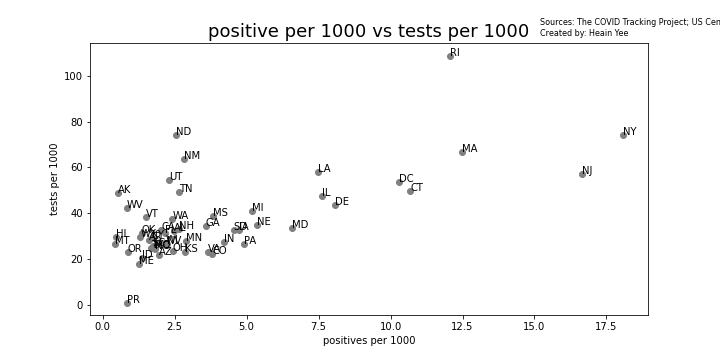 positive per 1000 vs tests per 1000
Sources: The COVID Tracking Project; US Cen
Created by: Heain Yee
tests per 1000
100
80
60
40
20
0
RI
ND
NY
NM
MA
LA
NJ
UT
DC
AK
TN
CT
IL
WV
DE
MI
VT
WA
MS
GA
NH
NE
MD
HI
MT
MN
IN
PA
OR
OH
KS
VA
CO
ID
AZ
ME
PR
0.0
2.5
5.0
7.5
10.0
12.5
15.0
17.5
positives per 1000